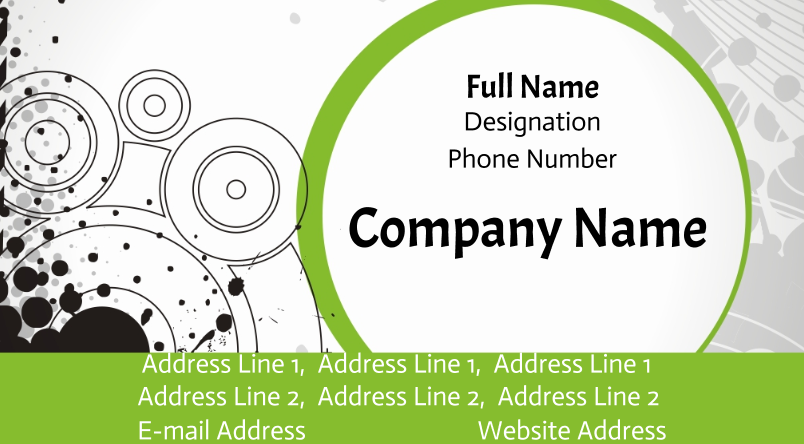 Full Name
Designation
Phone Number
Company Name
Address Line 1, Address Line 1, Address Line 1
Address Line 2, Address Line 2, Address Line 2
E-mail Address Website Address